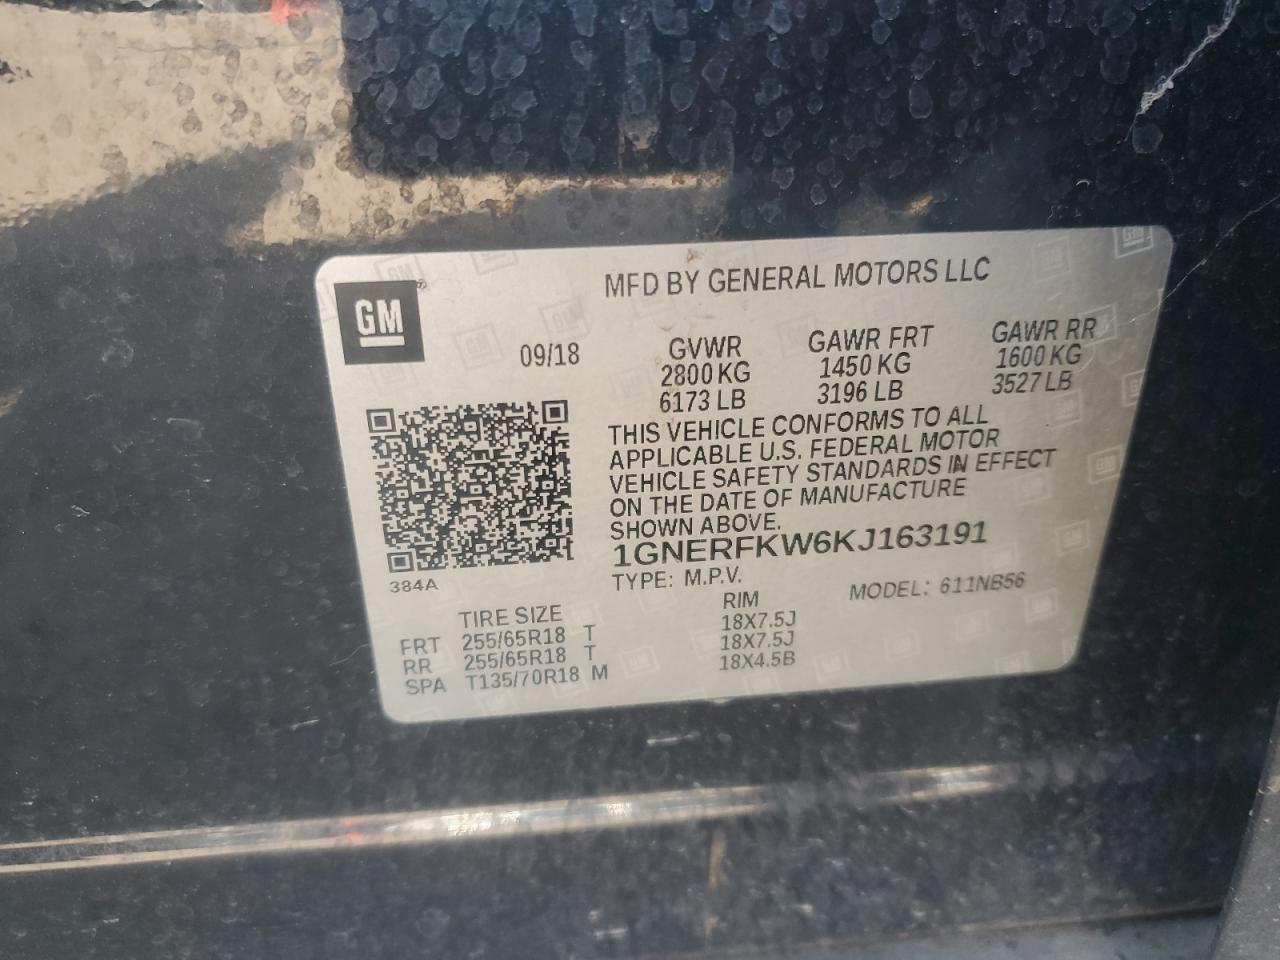 MFD BY GENERAL MOTORS LLC
GM
09/18
GVWR GAWR FRT GAWR RR
2800 KG 1450 KG 1600 KG
6173 LB 3196 LB 3527 LB
THIS VEHICLE CONFORMS TO ALL
APPLICABLE U.S. FEDERAL MOTOR
VEHICLE SAFETY STANDARDS IN EFFECT
ON THE DATE OF MANUFACTURE
SHOWN ABOVE.
1GNERFKW6KJ163191
384A
TYPE: M.P.V. MODEL: 611NB56
TIRE SIZE RIM
FRT 255/65R18 T 18X7.5J
RR 255/65R18 T 18X7.5J
SPA T135/70R18 M 18X4.5B